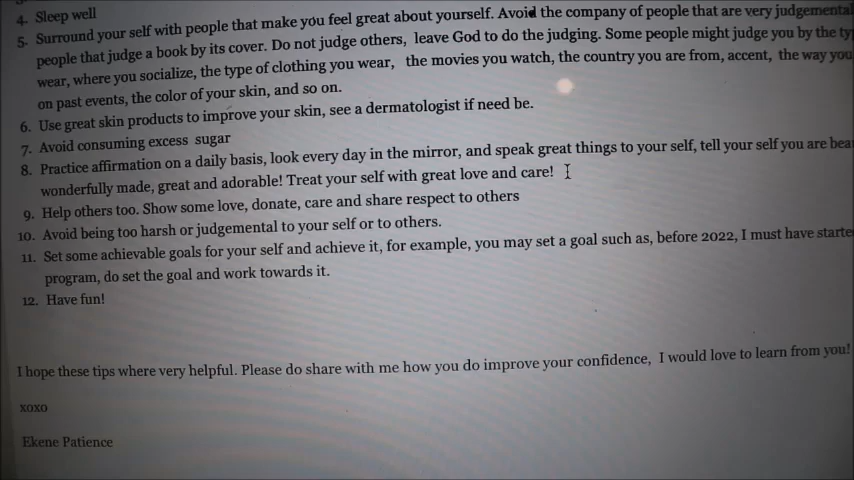 4. Sleep well
5. Surround your self with people that make you feel great about yourself. Avoid the company of people that are very judgemental
people that judge a book by its cover. Do not judge others, leave God to do the judging. Some people might judge you by the
wear, where you socialize, the type of clothing you wear, the movies you watch, the country you are from, accent, the way you
on past events, the color of your skin, and so on.
6. Use great skin products to improve your skin, see a dermatologist if need be.
7. Avoid consuming excess sugar
8. Practice affirmation on a daily basis, look every day in the mirror, and speak great things to your self, tell your self you are
wonderfully made, great and adorable! Treat your self with great love and care!
9. Help others too. Show some love, donate, care and share respect to others
10. Avoid being too harsh or judgemental to your self or to others.
11. Set some achievable goals for your self and achieve it, for example, you may set a goal such as, before 2022, I must have
program, do set the goal and work towards it.
12. Have fun!
I hope these tips where very helpful. Please do share with me how you do improve your confidence, I would love to learn from you!
xoxo
Ekene Patience